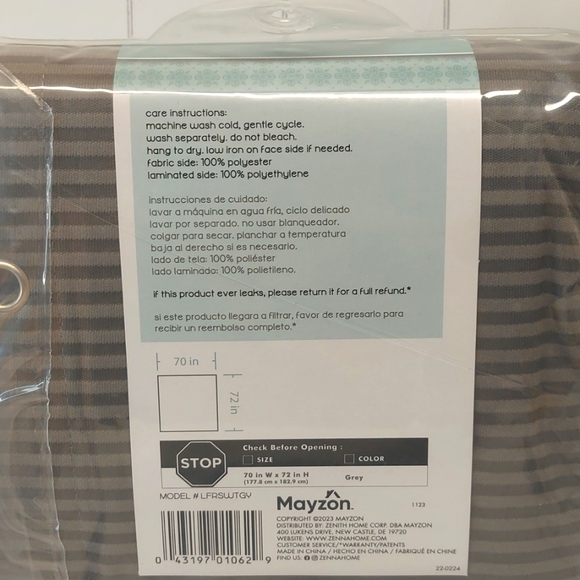 care instructions:
machine wash cold, gentle cycle.
wash separately. do not bleach.
hang to dry. low iron on face side if needed.
fabric side: 100% polyester
laminated side: 100% polyethylene
instrucciones de cuidado:
lavar a máquina en agua fría, ciclo delicado
lavar por separado. no usar blanqueador.
colgar para secar. planchar a temperatura
baja al derecho si es necesario.
lado de tela: 100% poliéster
lado laminado: 100% polietileno.
if this product ever leaks, please return it for a full refund.*
si este producto llegara a filtrar, favor de regresarlo para
recibir un reembolso completo.*
70 in
72 in
STOP
Check Before Opening :
SIZE COLOR
70 in W x 72 in H Grey
(177.8 cm x 182.9 cm)
MODEL # LFRSWJTGY
Mayzon
1123
COPYRIGHT ©2023 MAYZON
DISTRIBUTED BY: ZENITH HOME CORP. DBA MAYZON
400 LUKENS DRIVE, NEW CASTLE, DE 19720
WEBSITE: WWW.ZENNAHOME.COM
CUSTOMER SERVICE/*WARRANTY/PATENTS
MADE IN CHINA / HECHO EN CHINA / FABRIQUÉ EN CHINE
FIND US: ZENNAHOME
0 43197 01062 9
22-0224